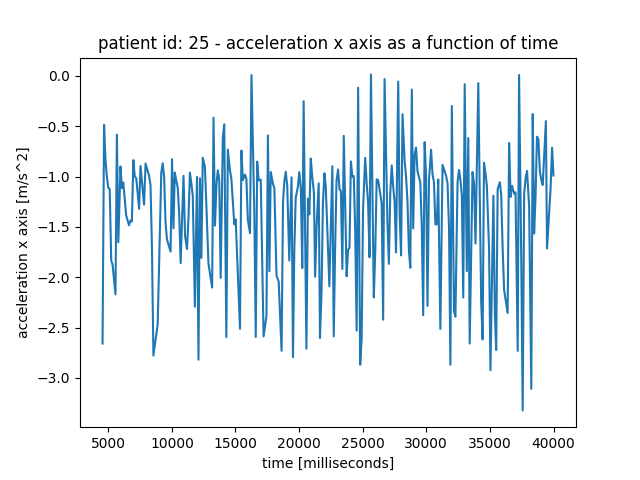 patient id: 25 - acceleration x axis as a function of time
acceleration x axis [m/s^2]
0.0
−0.5
−1.0
−1.5
−2.0
−2.5
−3.0
5000 10000 15000 20000 25000 30000 35000 40000
time [milliseconds]